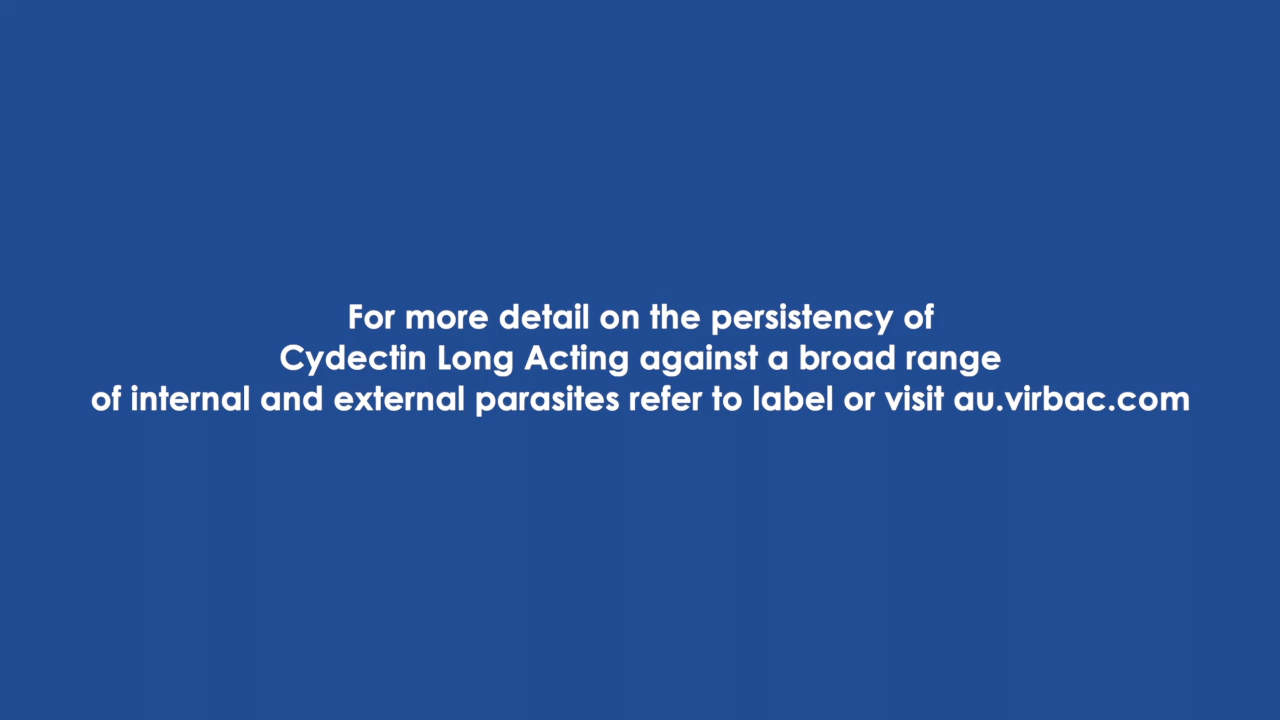 For more detail on the persistency of
Cydectin Long Acting against a broad range
of internal and external parasites refer to label or visit au.virbac.com